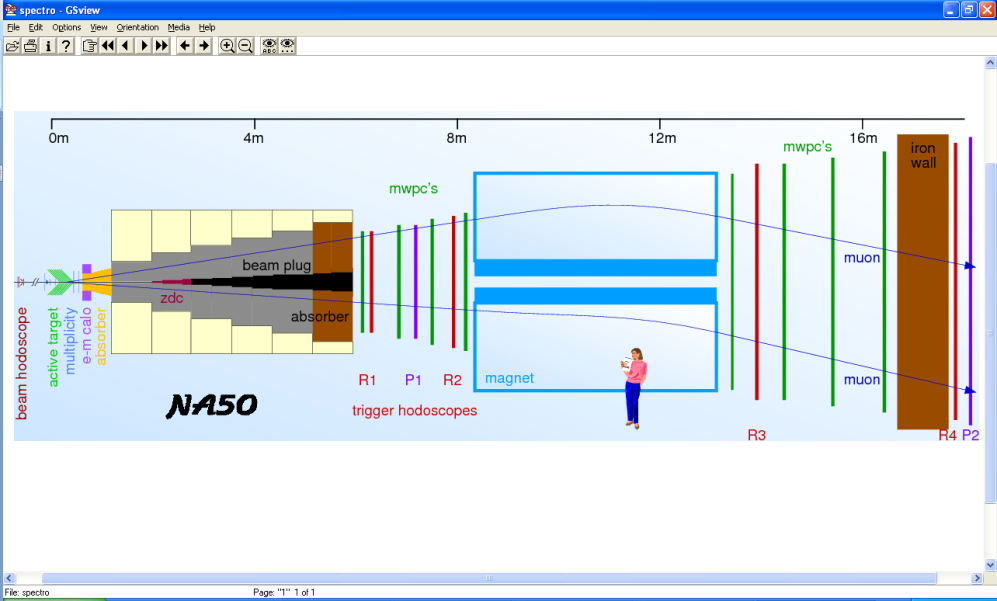 spectro - GSview
File Edit Options View Orientation Media Help
0m 4m 8m 12m 16m
mwpc's
mwpc's
iron
wall
beam plug
zdc
absorber
muon
muon
beam hodoscope
active target
multiplicity
e-m calo
absorber
R1 P1 R2
magnet
NA50
trigger hodoscopes
R3
R4 P2
File: spectro Page: "1" 1 of 1